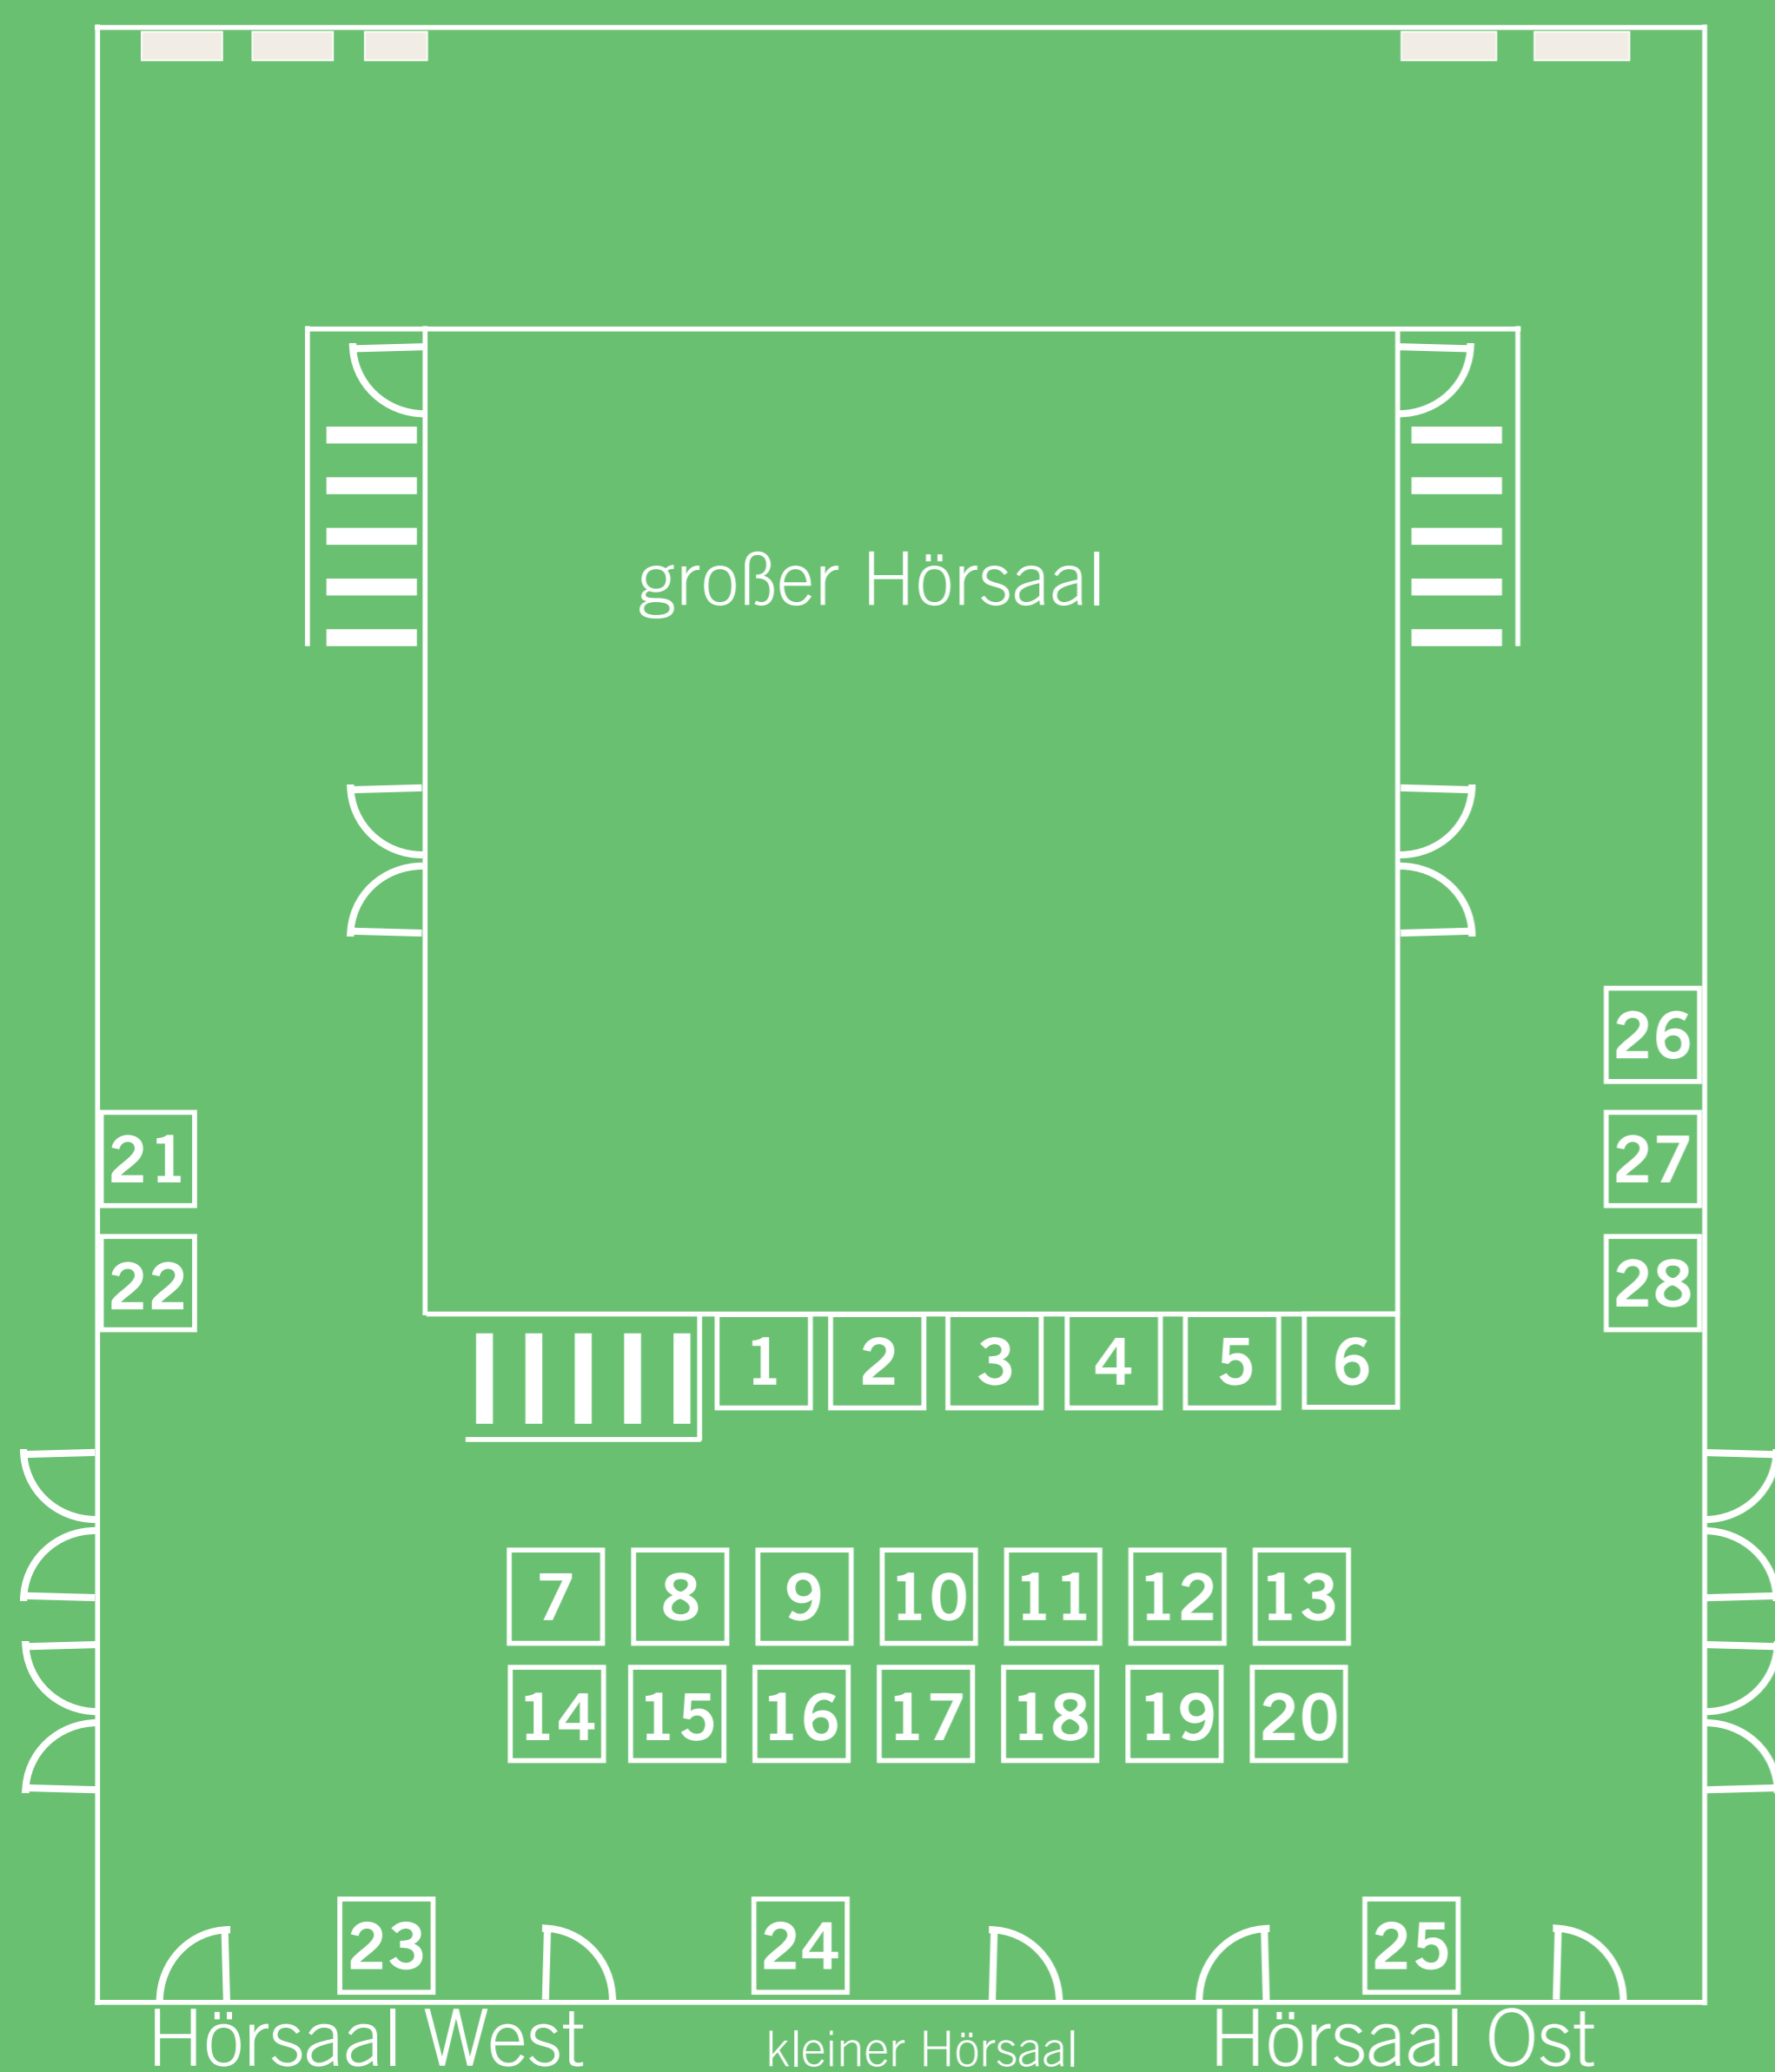 großer Hörsaal
26
21
27
22
28
1 2 3 4 5 6
7 8 9 10 11 12 13
14 15 16 17 18 19 20
23 24 25
Hörsaal West kleiner Hörsaal Hörsaal Ost